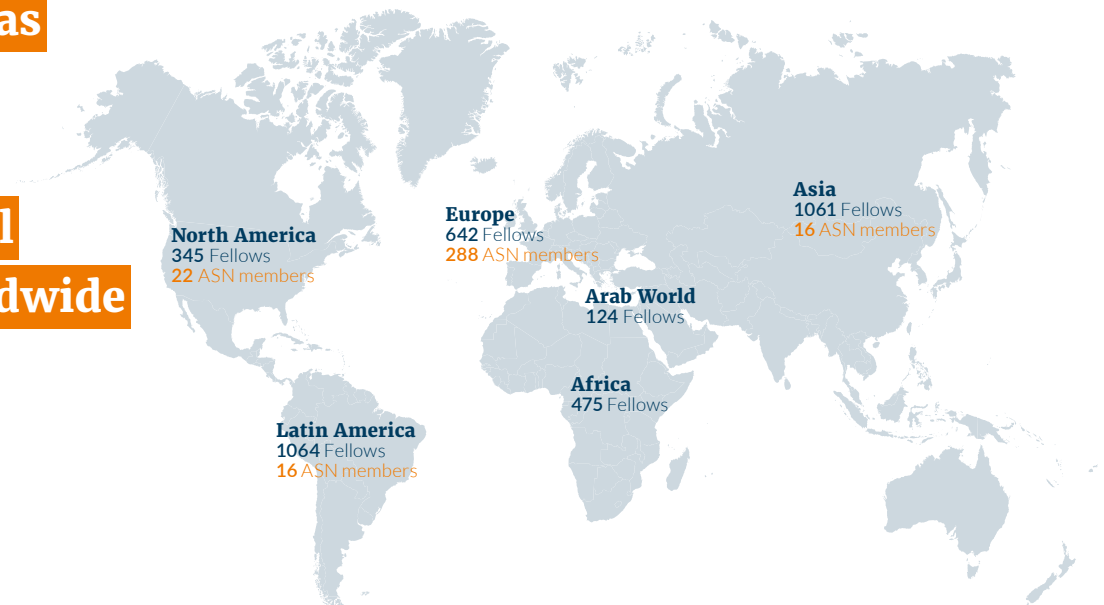 as
l
dwide
North America
345 Fellows
22 ASN members
Europe
642 Fellows
288 ASN members
Asia
1061 Fellows
16 ASN members
Arab World
124 Fellows
Africa
475 Fellows
Latin America
1064 Fellows
16 ASN members